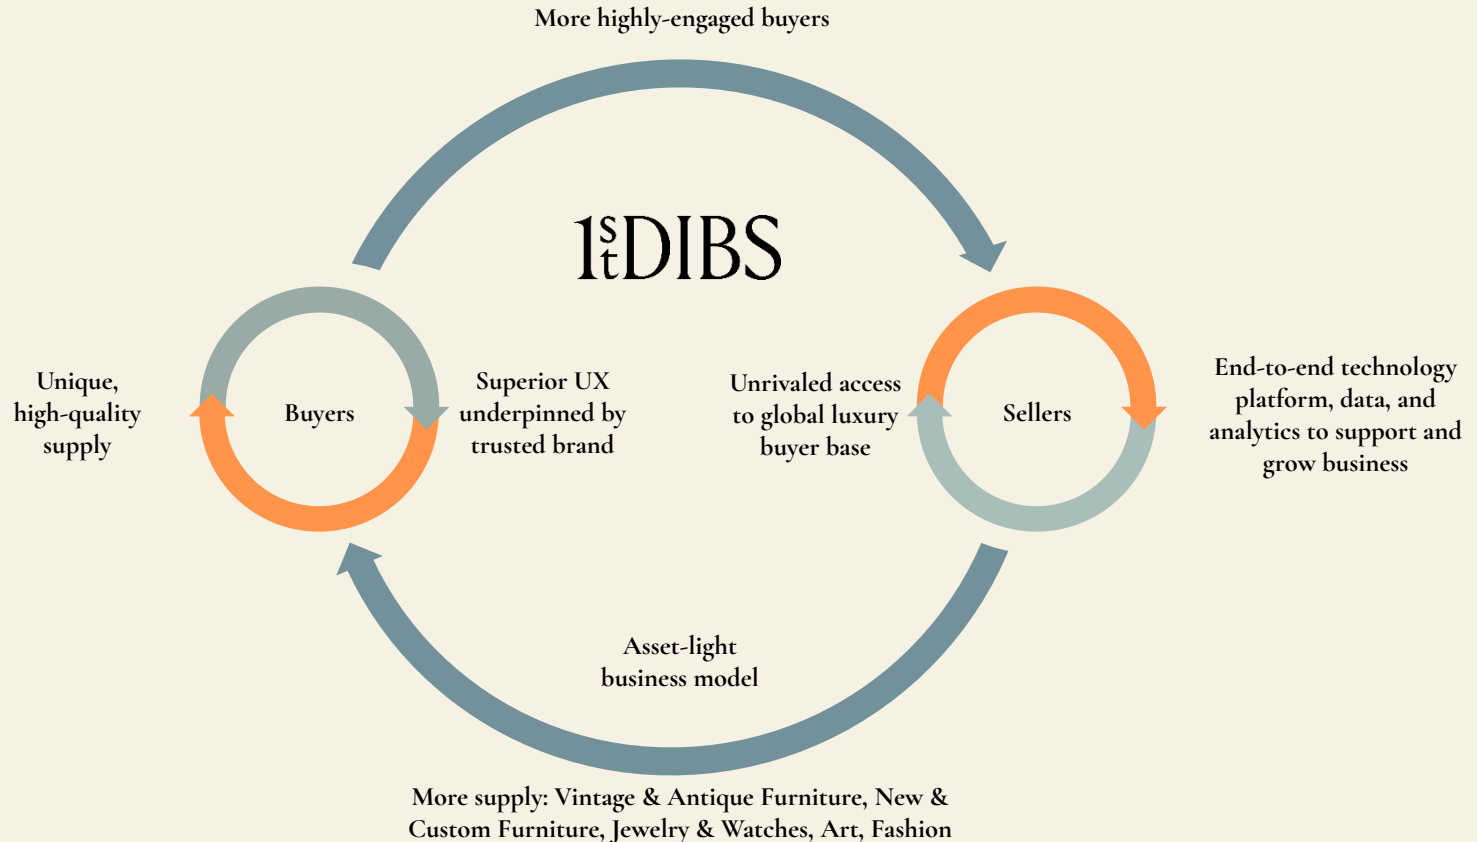 More highly-engaged buyers
1stDIBS
Unique,
high-quality
supply
Buyers
Superior UX
underpinned by
trusted brand
Unrivaled access
to global luxury
buyer base
Sellers
End-to-end technology
platform, data, and
analytics to support and
grow business
Asset-light
business model
More supply: Vintage & Antique Furniture, New &
Custom Furniture, Jewelry & Watches, Art, Fashion